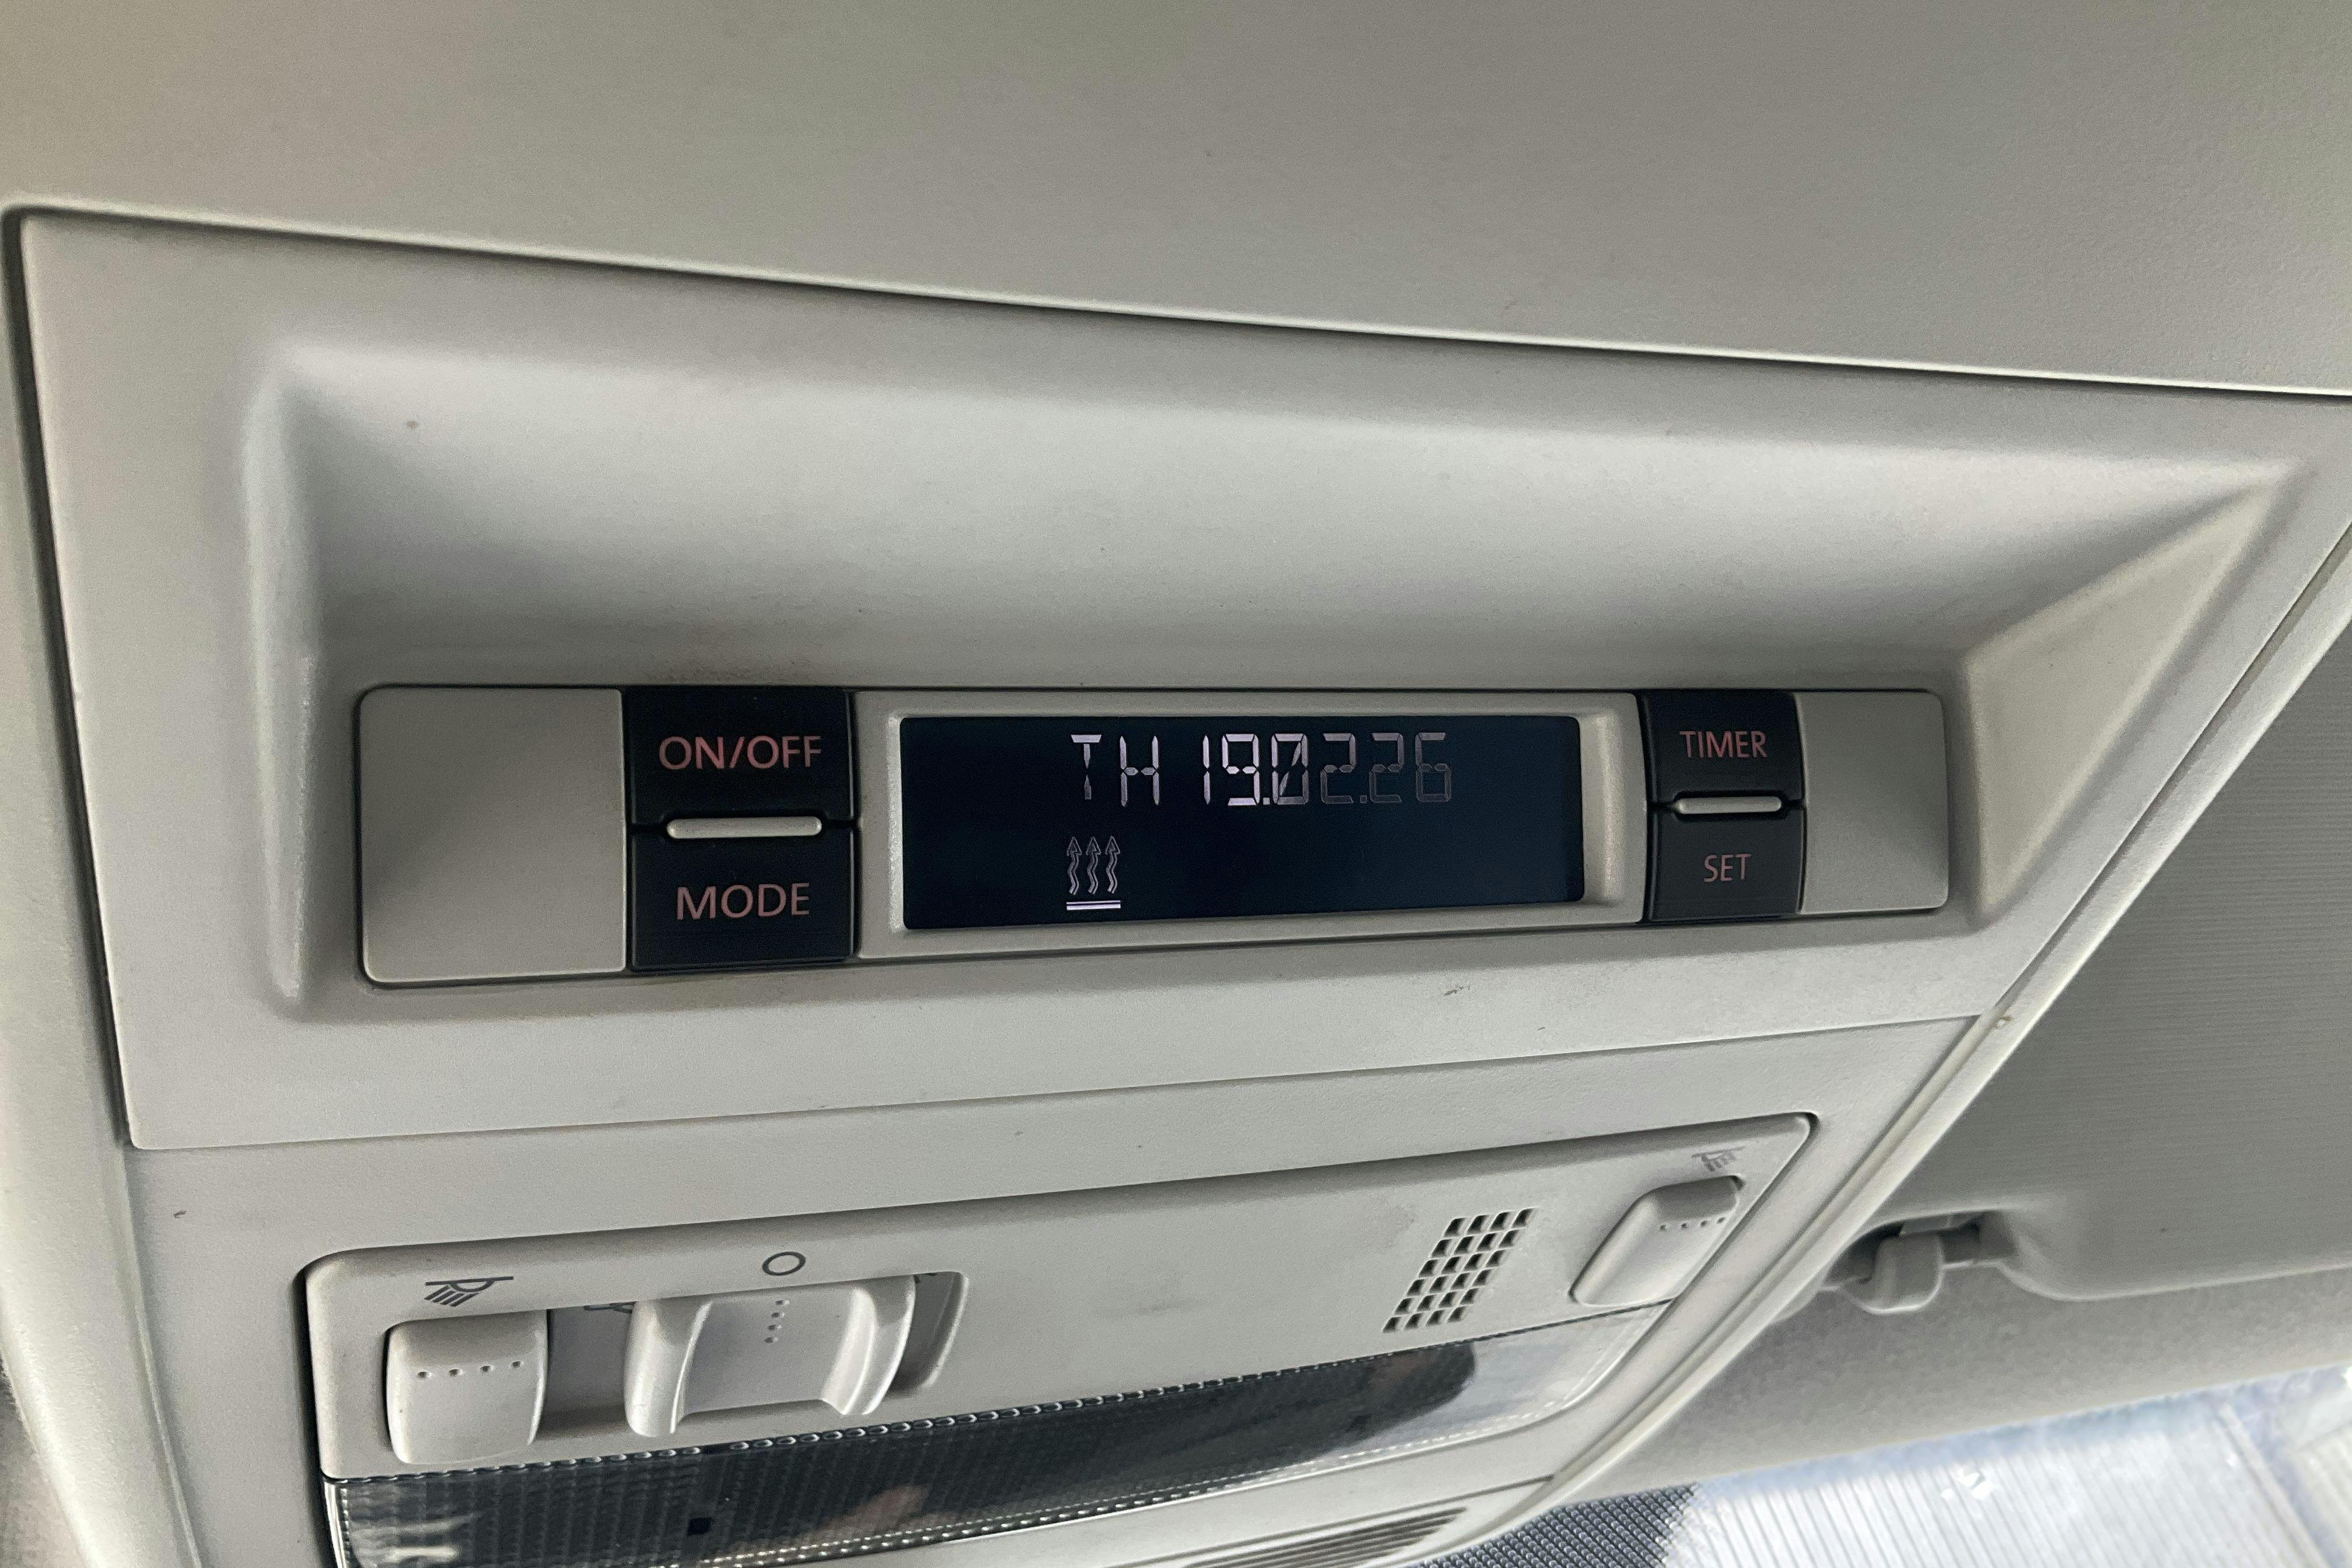 ON/OFF
TH 19.02.26
TIMER
MODE
SET